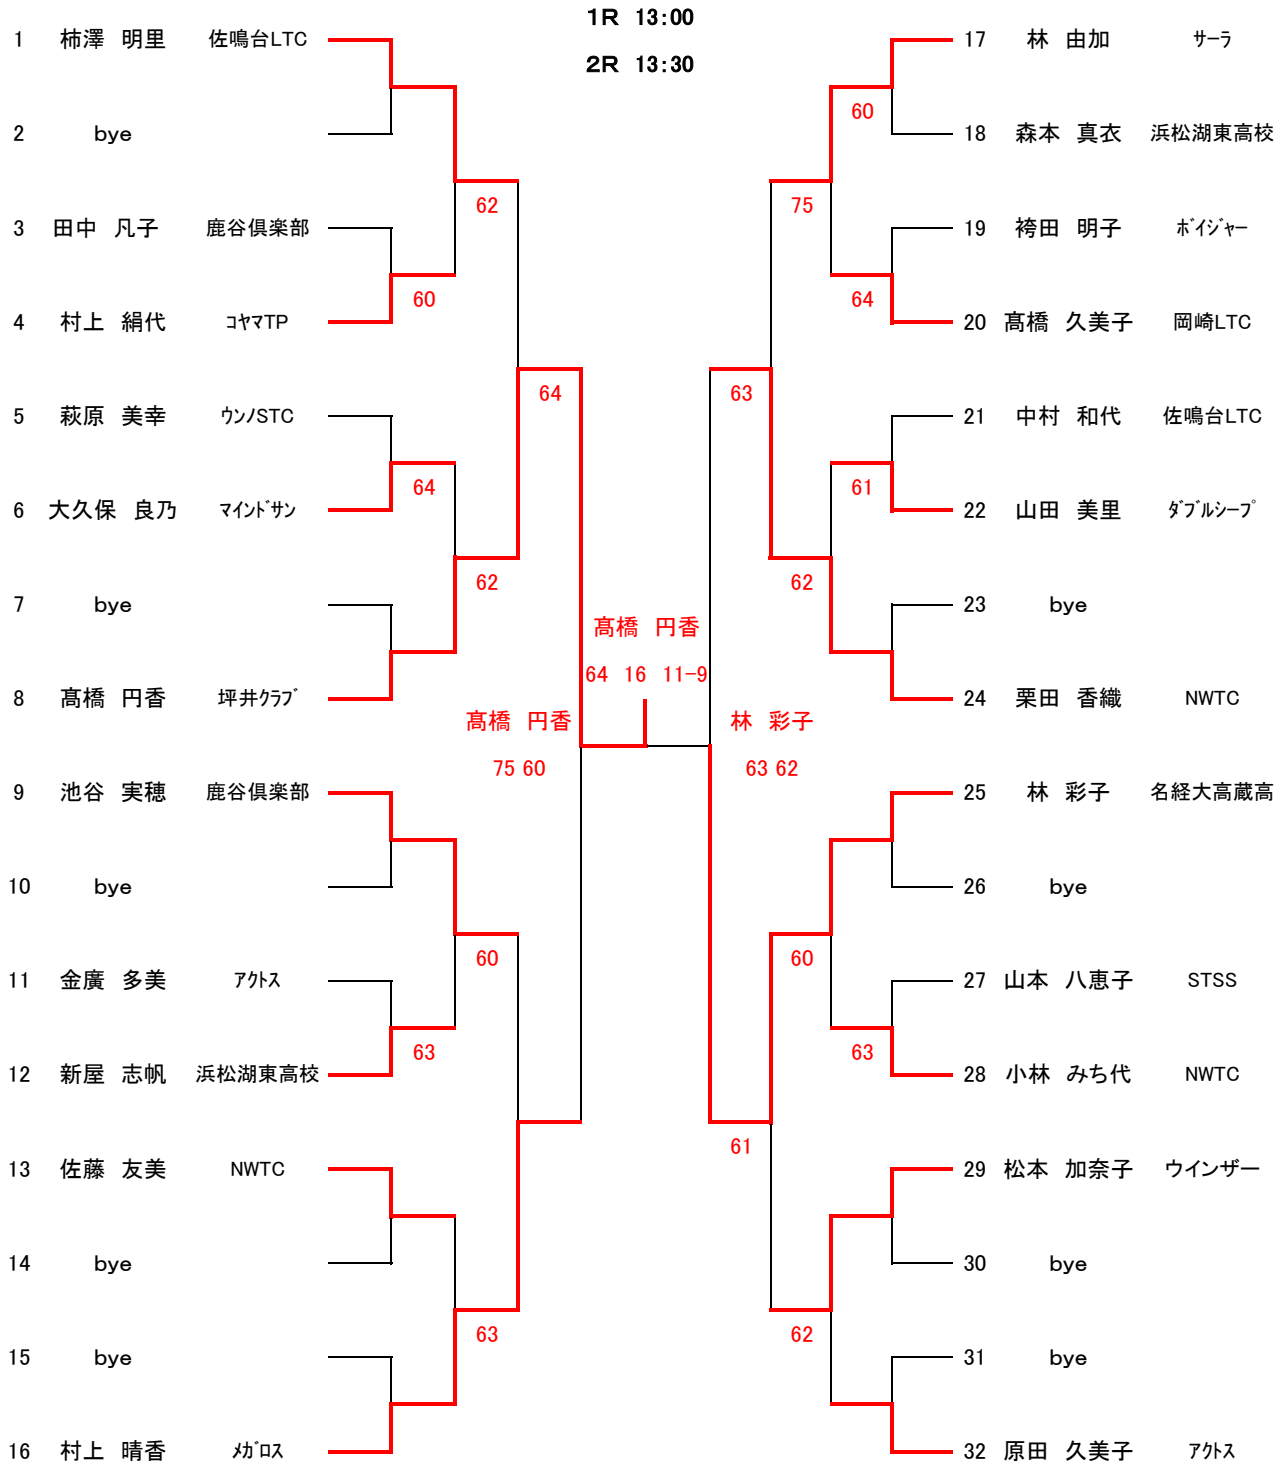 1R 13:00
2R 13:30
1 柿澤 明里 佐鳴台LTC
2 bye
62
3 田中 凡子 鹿谷倶楽部
60
4 村上 絹代 コヤマTP
64
5 萩原 美幸 ウンノSTC
64
6 大久保 良乃 マインドサン
62
7 bye
8 髙橋 円香 坪井クラブ
髙橋 円香
64 16 11-9
髙橋 円香
75 60
9 池谷 実穂 鹿谷倶楽部
10 bye
60
11 金廣 多美 アクトス
63
12 新屋 志帆 浜松湖東高校
13 佐藤 友美 NWTC
14 bye
63
15 bye
16 村上 晴香 メガロス
17 林 由加 サーラ
60
18 森本 真衣 浜松湖東高校
75
19 袴田 明子 ボイジャー
64
20 髙橋 久美子 岡崎LTC
63
21 中村 和代 佐鳴台LTC
61
22 山田 美里 ダブルシープ
62
23 bye
24 栗田 香織 NWTC
林 彩子
63 62
25 林 彩子 名経大高蔵高
26 bye
60
27 山本 八恵子 STSS
63
28 小林 みち代 NWTC
61
29 松本 加奈子 ウインザー
30 bye
62
31 bye
32 原田 久美子 アクトス